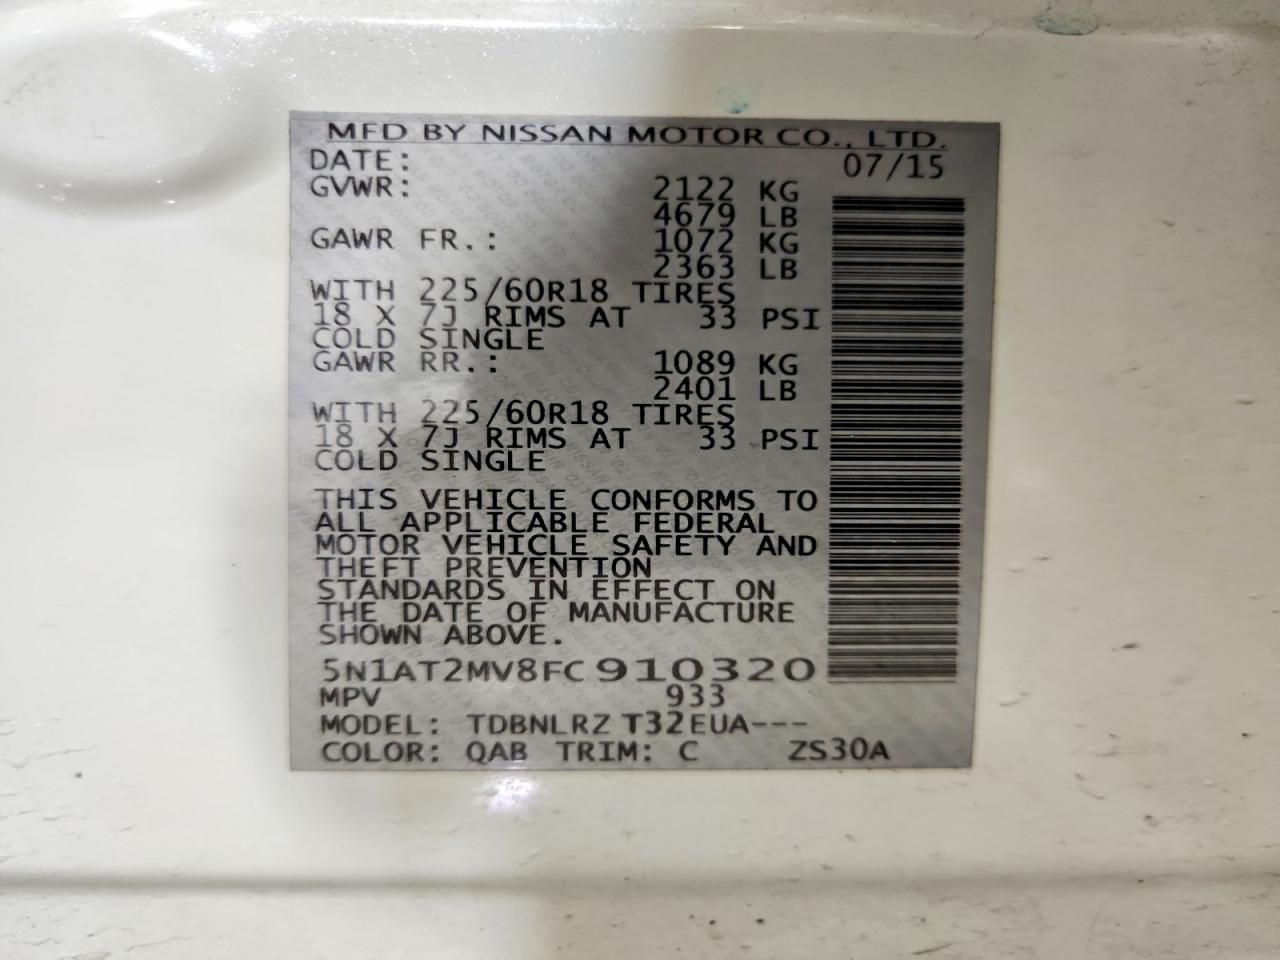 MFD BY NISSAN MOTOR CO., LTD.
DATE: 07/15
GVWR: 2122 KG
4679 LB
GAWR FR.: 1072 KG
2363 LB
WITH 225/60R18 TIRES
18 X 7J RIMS AT 33 PSI
COLD SINGLE
GAWR RR.: 1089 KG
2401 LB
WITH 225/60R18 TIRES
18 X 7J RIMS AT 33 PSI
COLD SINGLE
THIS VEHICLE CONFORMS TO
ALL APPLICABLE FEDERAL
MOTOR VEHICLE SAFETY AND
THEFT PREVENTION
STANDARDS IN EFFECT ON
THE DATE OF MANUFACTURE
SHOWN ABOVE.
5N1AT2MV8FC910320
MPV 933
MODEL: TDBNLRZ T32EUA---
COLOR: QAB TRIM: C ZS30A